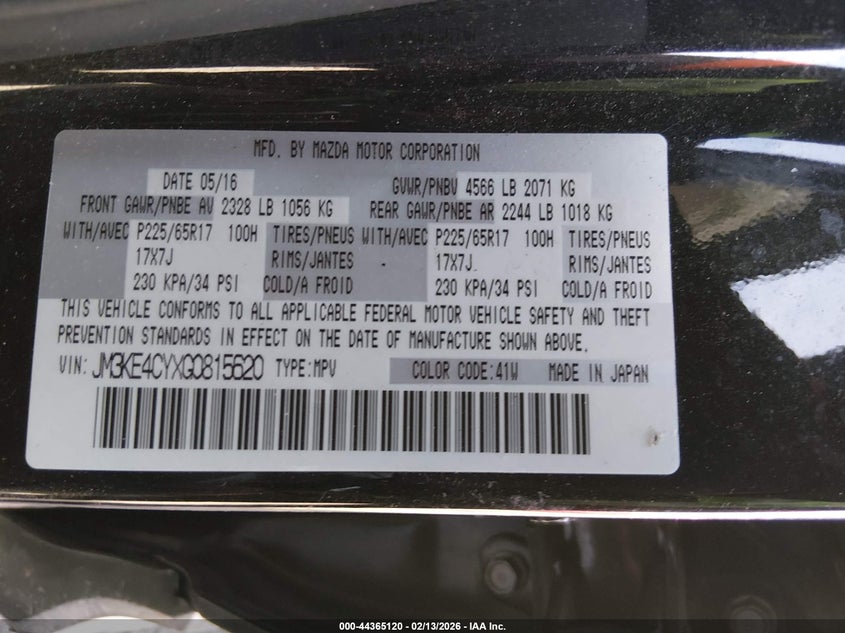 MFD. BY MAZDA MOTOR CORPORATION
DATE 05/16 GVWR/PNBV 4566 LB 2071 KG
FRONT GAWR/PNBE AV 2328 LB 1056 KG REAR GAWR/PNBE AR 2244 LB 1018 KG
WITH/AVEC P225/65R17 100H TIRES/PNEUS WITH/AVEC P225/65R17 100H TIRES/PNEUS
17X7J RIMS/JANTES 17X7J RIMS/JANTES
230 KPA/34 PSI COLD/A FROID 230 KPA/34 PSI COLD/A FROID
THIS VEHICLE CONFORMS TO ALL APPLICABLE FEDERAL MOTOR VEHICLE SAFETY AND THEFT
PREVENTION STANDARDS IN EFFECT ON THE DATE OF MANUFACTURE SHOWN ABOVE.
VIN: JM3KE4CYXG0815620 TYPE:MPV COLOR CODE:41W MADE IN JAPAN
000-44365120 - 02/13/2026 - IAA Inc.